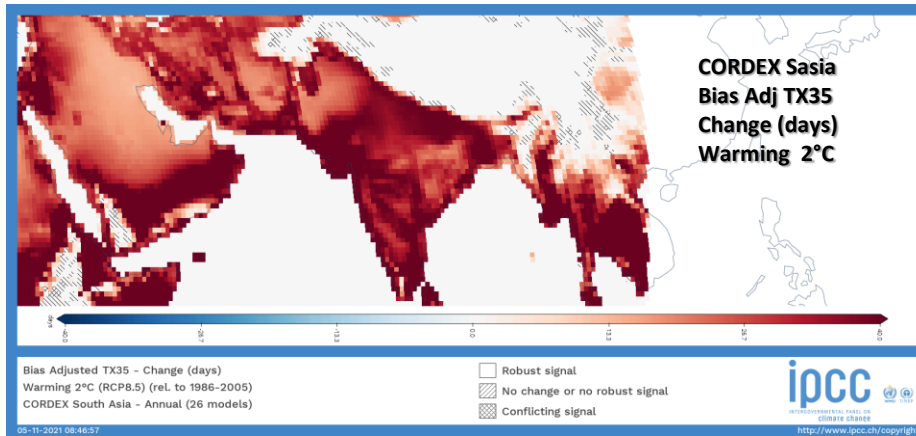 CORDEX Sasia
Bias Adj TX35
Change (days)
Warming 2°C
days
-40.0
-26.7
-13.3
0.0
13.3
26.7
40.0
Bias Adjusted TX35 - Change (days)
Warming 2°C (RCP8.5) (rel. to 1986-2005)
CORDEX South Asia - Annual (26 models)
Robust signal
No change or no robust signal
Conflicting signal
ipcc
INTERGOVERNMENTAL PANEL ON
climate change
05-11-2021 08:46:57
http://www.ipcc.ch/copyright